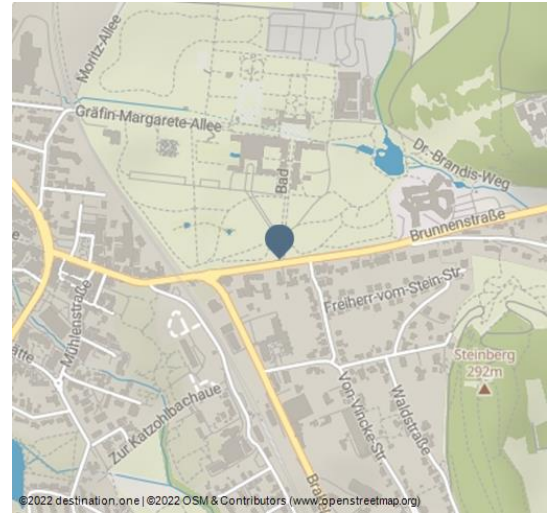 Moritz-Allee
Gräfin-Margarete-Allee
Bad
Dr.-Brandis-Weg
Brunnenstraße
Freiherr-vom-Stein-Str.
Steinberg
292m
Mühlenstraße
Zur Katzohlbachaue
Von-Vincke-Str.
Waldstraße
Brakel
©2022 destination.one | ©2022 OSM & Contributors (www.openstreetmap.org)